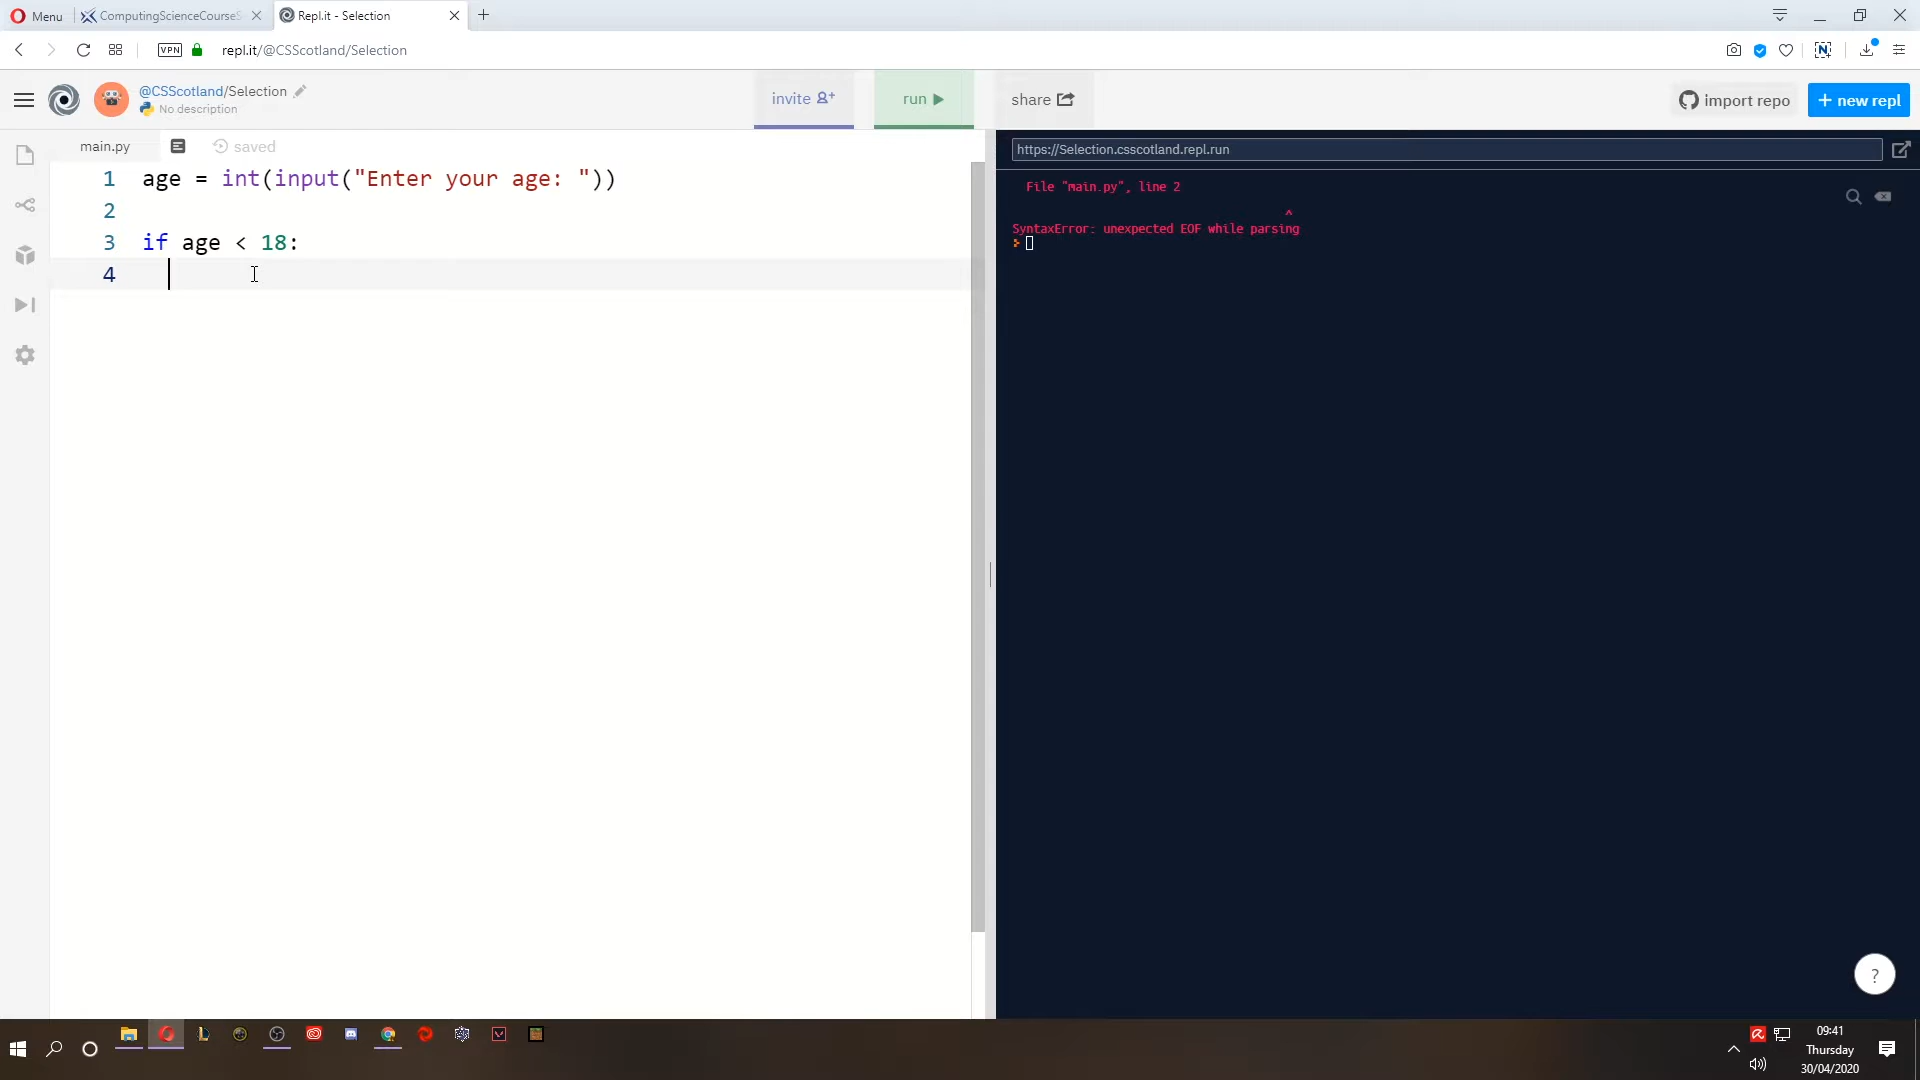 Menu
ComputingScienceCourseS
Repl.it - Selection
VPN
repl.it/@CSScotland/Selection
@CSScotland/Selection
No description
invite
run
share
import repo
+ new repl
main.py
saved
https://Selection.csscotland.repl.run
1 age = int(input("Enter your age: "))
2
3 if age < 18:
4
File "main.py", line 2
^
SyntaxError: unexpected EOF while parsing
?
09:41
Thursday
30/04/2020